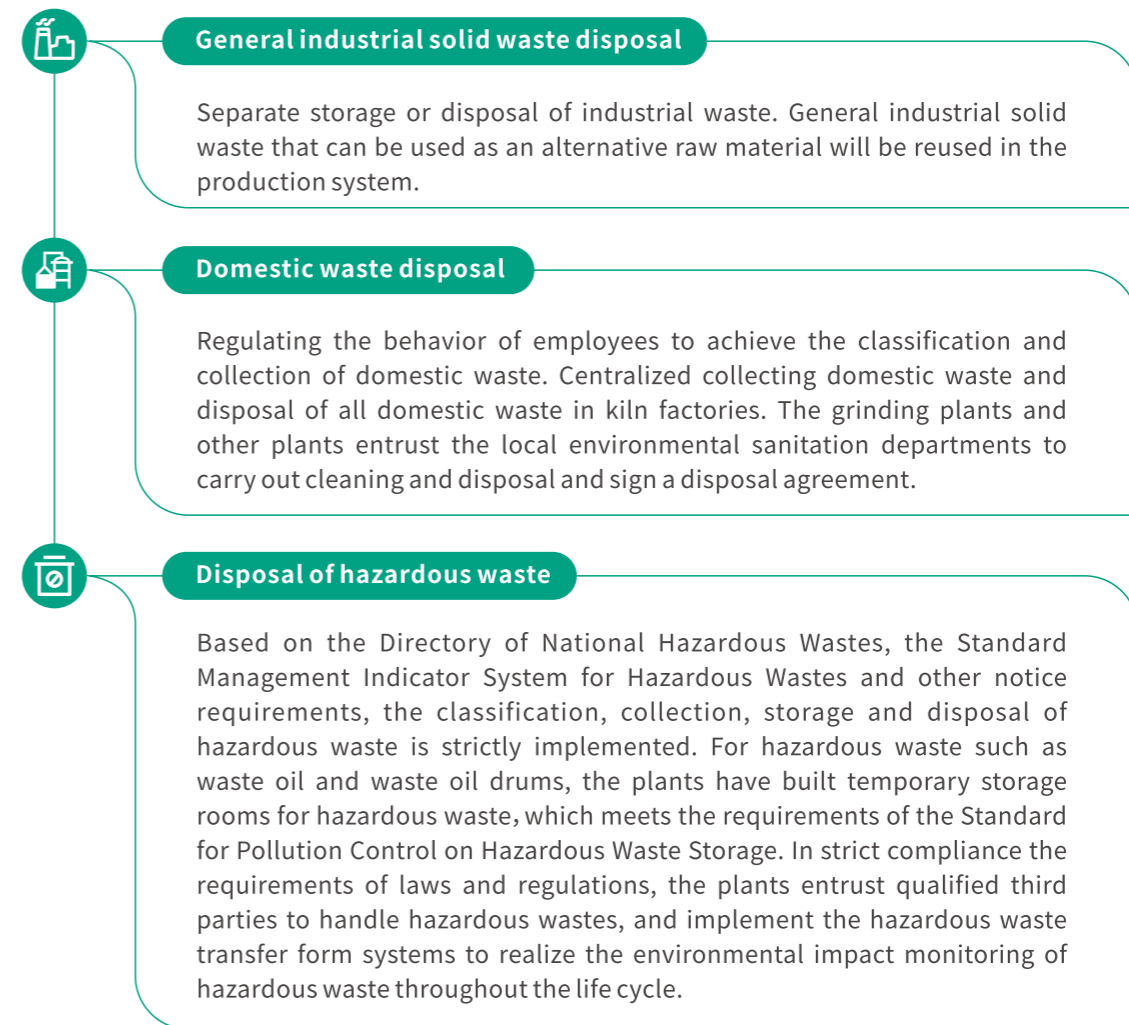 General industrial solid waste disposal
Separate storage or disposal of industrial waste. General industrial solid
waste that can be used as an alternative raw material will be reused in the
production system.
Domestic waste disposal
Regulating the behavior of employees to achieve the classification and
collection of domestic waste. Centralized collecting domestic waste and
disposal of all domestic waste in kiln factories. The grinding plants and
other plants entrust the local environmental sanitation departments to
carry out cleaning and disposal and sign a disposal agreement.
Disposal of hazardous waste
Based on the Directory of National Hazardous Wastes, the Standard
Management Indicator System for Hazardous Wastes and other notice
requirements, the classification, collection, storage and disposal of
hazardous waste is strictly implemented. For hazardous waste such as
waste oil and waste oil drums, the plants have built temporary storage
rooms for hazardous waste，which meets the requirements of the Standard
for Pollution Control on Hazardous Waste Storage. In strict compliance the
requirements of laws and regulations, the plants entrust qualified third
parties to handle hazardous wastes, and implement the hazardous waste
transfer form systems to realize the environmental impact monitoring of
hazardous waste throughout the life cycle.